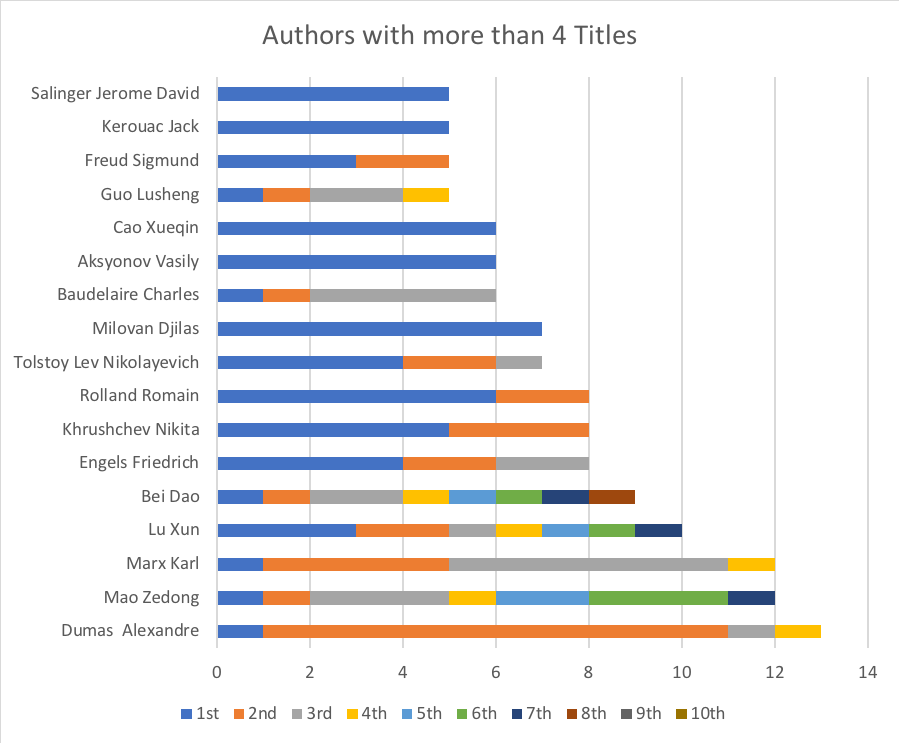 Authors with more than 4 Titles
Salinger Jerome David
Kerouac Jack
Freud Sigmund
Guo Lusheng
Cao Xueqin
Aksyonov Vasily
Baudelaire Charles
Milovan Djilas
Tolstoy Lev Nikolayevich
Rolland Romain
Khrushchev Nikita
Engels Friedrich
Bei Dao
Lu Xun
Marx Karl
Mao Zedong
Dumas  Alexandre
0 2 4 6 8 10 12 14
1st 2nd 3rd 4th 5th 6th 7th 8th 9th 10th